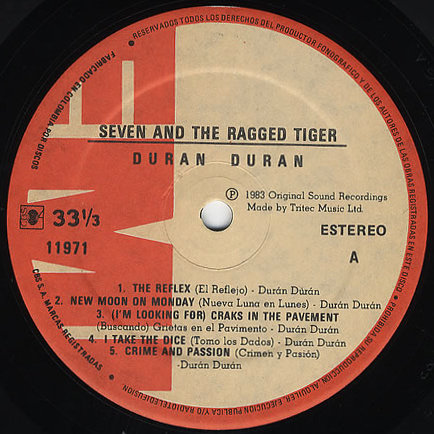 RESERVADOS TODOS LOS DERECHOS DEL PRODUCTOR FONOGRAFICO Y DE LOS AUTORES DE LAS OBRAS REGISTRADAS EN ESTE DISCO
PROHIBIDA SU REPRODUCCION, ALQUILER, EJECUCION PUBLICA Y/O RADIOTELEDIFUSION
FABRICADO EN COLOMBIA POR DISCOS
CBS S.A. MARCAS REGISTRADAS
EMI
SEVEN AND THE RAGGED TIGER
DURAN DURAN
℗ 1983 Original Sound Recordings
Made by Tritec Music Ltd.
CBS
33⅓
11971
ESTEREO
A
1. THE REFLEX (El Reflejo) - Durán Dúrán
2. NEW MOON ON MONDAY (Nueva Luna en Lunes) - Durán Durán
3. (I'M LOOKING FOR) CRAKS IN THE PAVEMENT
(Buscando) Grietas en el Pavimento - Durán Durán
4. I TAKE THE DICE (Tomo los Dados) - Durán Durán
5. CRIME AND PASSION (Crimen y Pasión)
-Durán Durán